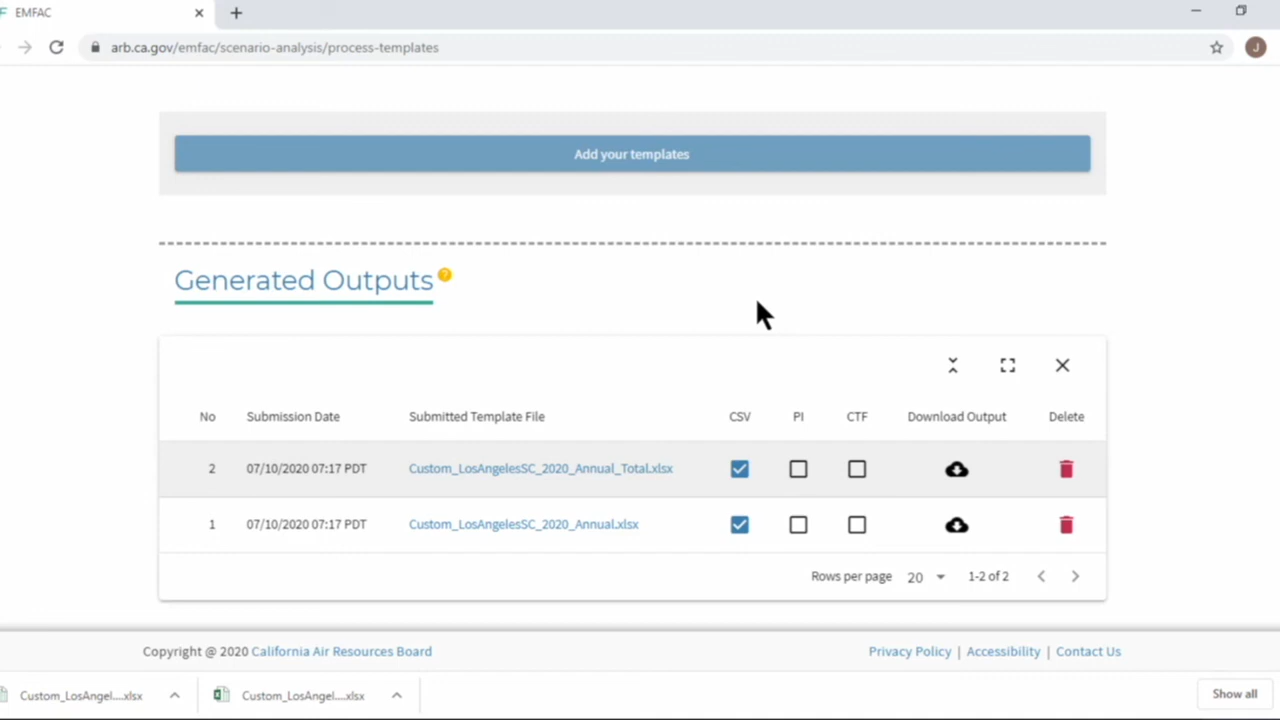 EMFAC
arb.ca.gov/emfac/scenario-analysis/process-templates
J
Add your templates
Generated Outputs ?
No Submission Date Submitted Template File CSV PI CTF Download Output Delete
2 07/10/2020 07:17 PDT Custom_LosAngelesSC_2020_Annual_Total.xlsx
1 07/10/2020 07:17 PDT Custom_LosAngelesSC_2020_Annual.xlsx
Rows per page 20 1-2 of 2
Copyright @ 2020 California Air Resources Board Privacy Policy | Accessibility | Contact Us
Custom_LosAngel....xlsx Custom_LosAngel....xlsx Show all